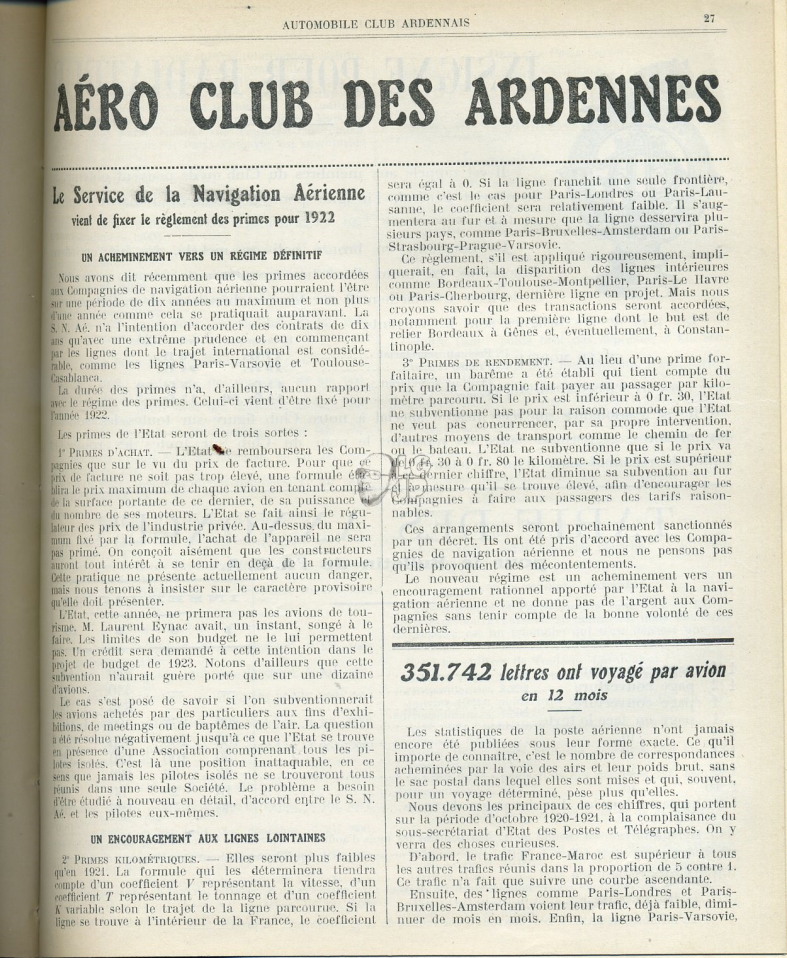 AUTOMOBILE CLUB ARDENNAIS
27
AÉRO CLUB DES ARDENNES
Le Service de la Navigation Aérienne
vient de fixer le règlement des primes pour 1922
UN ACHEMINEMENT VERS UN RÉGIME DÉFINITIF
Nous avons dit récemment que les primes accordées
aux Compagnies de navigation aérienne pourraient l'être
sur une période de dix années au maximum et non plus
d'une année comme cela se pratiquait auparavant. La
S. N. Aé. n'a l'intention d'accorder des contrats de dix
ans qu'avec une extrême prudence et en commençant
par les lignes dont le trajet international est considé-
rable, comme les lignes Paris-Varsovie et Toulouse-
Casablanca.
La durée des primes n'a, d'ailleurs, aucun rapport
avec le régime des primes. Celui-ci vient d'être fixé pour
l'année 1922.
Les primes de l'Etat seront de trois sortes :
1° PRIMES D'ACHAT. — L'Etat ne remboursera les Com-
pagnies que sur le vu du prix de facture. Pour que ce
prix de facture ne soit pas trop élevé, une formule éta-
blira le prix maximum de chaque avion en tenant compte
de la surface portante de ce dernier, de sa puissance et
du nombre de ses moteurs. L'Etat se fait ainsi le régu-
lateur des prix de l'industrie privée. Au-dessus du maxi-
mum fixé par la formule, l'achat de l'appareil ne sera
pas primé. On conçoit aisément que les constructeurs
auront tout intérêt à se tenir en deçà de la formule.
Cette pratique ne présente actuellement aucun danger,
mais nous tenons à insister sur le caractère provisoire
qu'elle doit présenter.
L'Etat, cette année, ne primera pas les avions de tou-
risme. M. Laurent Eynac avait, un instant, songé à le
faire. Les limites de son budget ne le lui permettent
pas. Un crédit sera demandé à cette intention dans le
projet de budget de 1923. Notons d'ailleurs que cette
subvention n'aurait guère porté que sur une dizaine
d'avions.
Le cas s'est posé de savoir si l'on subventionnerait
les avions achetés par des particuliers aux fins d'exhi-
bitions, de meetings ou de baptêmes de l'air. La question
a été résolue négativement jusqu'à ce que l'Etat se trouve
en présence d'une Association comprenant tous les pi-
lotes isolés. C'est là une position inattaquable, en ce
sens que jamais les pilotes isolés ne se trouveront tous
réunis dans une seule Société. Le problème a besoin
d'être étudié à nouveau en détail, d'accord entre le S. N.
Aé. et les pilotes eux-mêmes.
UN ENCOURAGEMENT AUX LIGNES LOINTAINES
2° PRIMES KILOMÉTRIQUES. — Elles seront plus faibles
qu'en 1921. La formule qui les déterminera tiendra
compte d'un coefficient V représentant la vitesse, d'un
coefficient T représentant le tonnage et d'un coefficient
K variable selon le trajet de la ligne parcourue. Si la
ligne se trouve à l'intérieur de la France, le coefficient
sera égal à 0. Si la ligne franchit une seule frontière,
comme c'est le cas pour Paris-Londres ou Paris-Lau-
sanne, le coefficient sera relativement faible. Il s'aug-
mentera au fur et à mesure que la ligne desservira plu-
sieurs pays, comme Paris-Bruxelles-Amsterdam ou Paris-
Strasbourg-Prague-Varsovie.
Ce règlement, s'il est appliqué rigoureusement, impli-
querait, en fait, la disparition des lignes intérieures
comme Bordeaux-Toulouse-Montpellier, Paris-Le Havre
ou Paris-Cherbourg, dernière ligne en projet. Mais nous
croyons savoir que des transactions seront accordées,
notamment pour la première ligne dont le but est de
relier Bordeaux à Gênes et, éventuellement, à Constan-
tinople.
3° PRIMES DE RENDEMENT. — Au lieu d'une prime for-
faitaire, un barême a été établi qui tient compte du
prix que la Compagnie fait payer au passager par kilo-
mètre parcouru. Si le prix est inférieur à 0 fr. 30, l'Etat
ne subventionne pas pour la raison commode que l'Etat
ne veut pas concurrencer, par sa propre intervention,
d'autres moyens de transport comme le chemin de fer
ou le bateau. L'Etat ne subventionne que si le prix va
de 0 fr. 30 à 0 fr. 80 le kilomètre. Si le prix est supérieur
à ce dernier chiffre, l'Etat diminue sa subvention au fur
et à mesure qu'il se trouve élevé, afin d'encourager les
Compagnies à faire aux passagers des tarifs raison-
nables.
Ces arrangements seront prochainement sanctionnés
par un décret. Ils ont été pris d'accord avec les Compa-
gnies de navigation aérienne et nous ne pensons pas
qu'ils provoquent des mécontentements.
Le nouveau régime est un acheminement vers un
encouragement rationnel apporté par l'Etat à la navi-
gation aérienne et ne donne pas de l'argent aux Com-
pagnies sans tenir compte de la bonne volonté de ces
dernières.
351.742 lettres ont voyagé par avion
en 12 mois
Les statistiques de la poste aérienne n'ont jamais
encore été publiées sous leur forme exacte. Ce qu'il
importe de connaître, c'est le nombre de correspondances
acheminées par la voie des airs et leur poids brut, sans
le sac postal dans lequel elles sont mises et qui, souvent,
pour un voyage déterminé, pèse plus qu'elles.
Nous devons les principaux de ces chiffres, qui portent
sur la période d'octobre 1920-1921, à la complaisance du
sous-secrétariat d'Etat des Postes et Télégraphes. On y
verra des choses curieuses.
D'abord, le trafic France-Maroc est supérieur à tous
les autres trafics réunis dans la proportion de 5 contre 1.
Ce trafic n'a fait que suivre une courbe ascendante.
Ensuite, des lignes comme Paris-Londres et Paris-
Bruxelles-Amsterdam voient leur trafic, déjà faible, dimi-
nuer de mois en mois. Enfin, la ligne Paris-Varsovie,